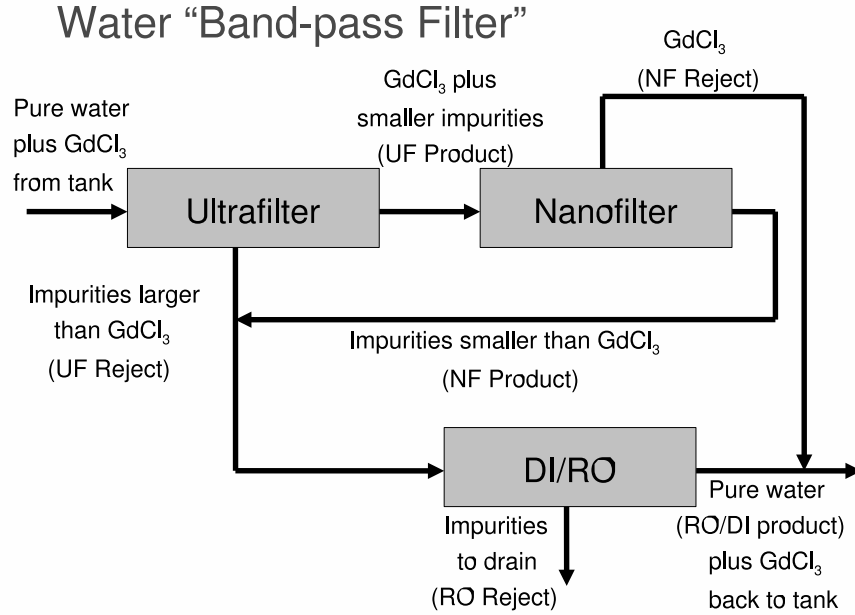 Water “Band-pass Filter”
GdCl₃
(NF Reject)
GdCl₃ plus
smaller impurities
(UF Product)
Pure water
plus GdCl₃
from tank
Ultrafilter
Nanofilter
Impurities larger
than GdCl₃
(UF Reject)
Impurities smaller than GdCl₃
(NF Product)
DI/RO
Impurities
to drain
(RO Reject)
Pure water
(RO/DI product)
plus GdCl₃
back to tank